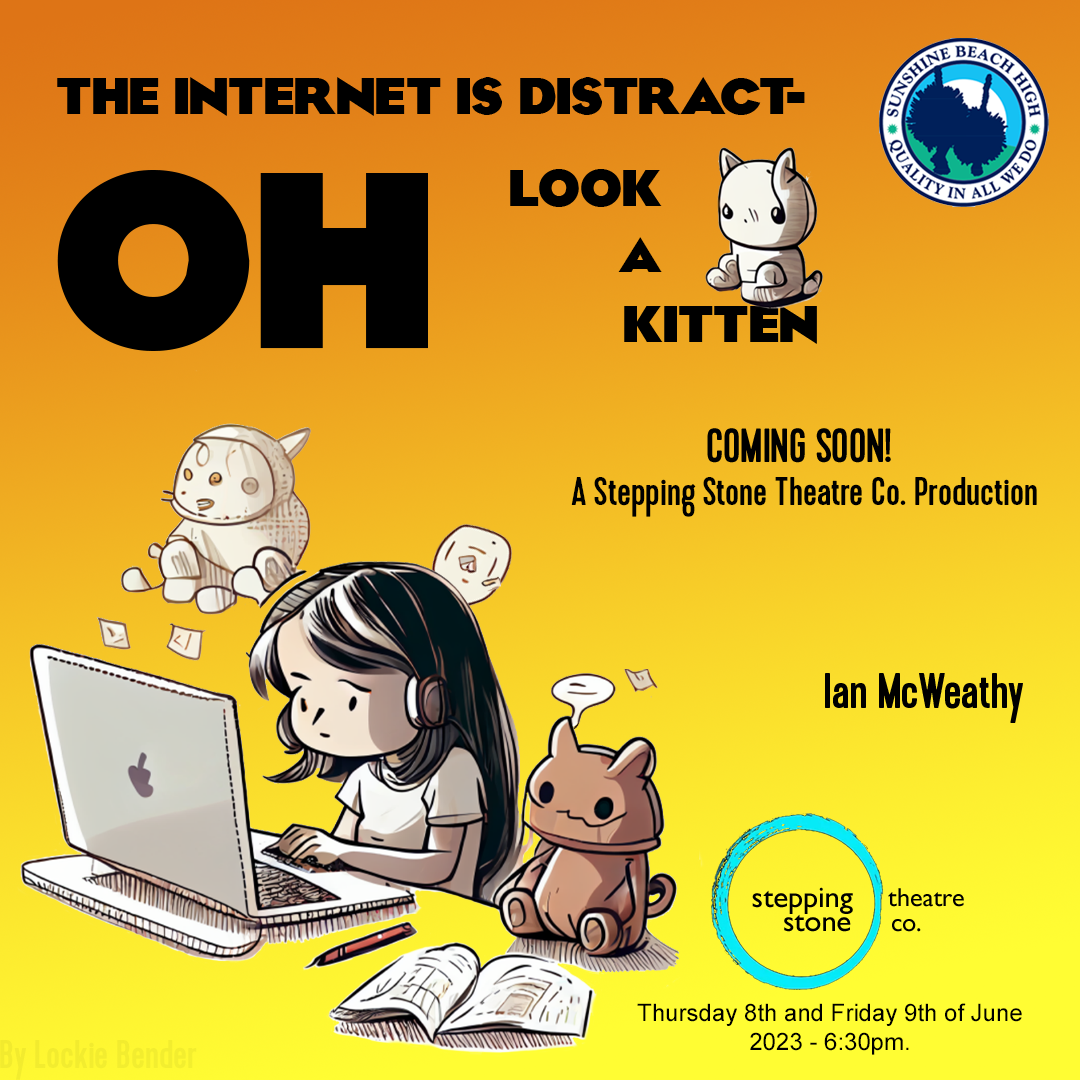 THE INTERNET IS DISTRACT-
OH
LOOK
A
KITTEN
SUNSHINE BEACH HIGH
QUALITY IN ALL WE DO
COMING SOON!
A Stepping Stone Theatre Co. Production
Ian McWeathy
stepping
stone
theatre
co.
Thursday 8th and Friday 9th of June
2023 - 6:30pm.
By Lockie Bender